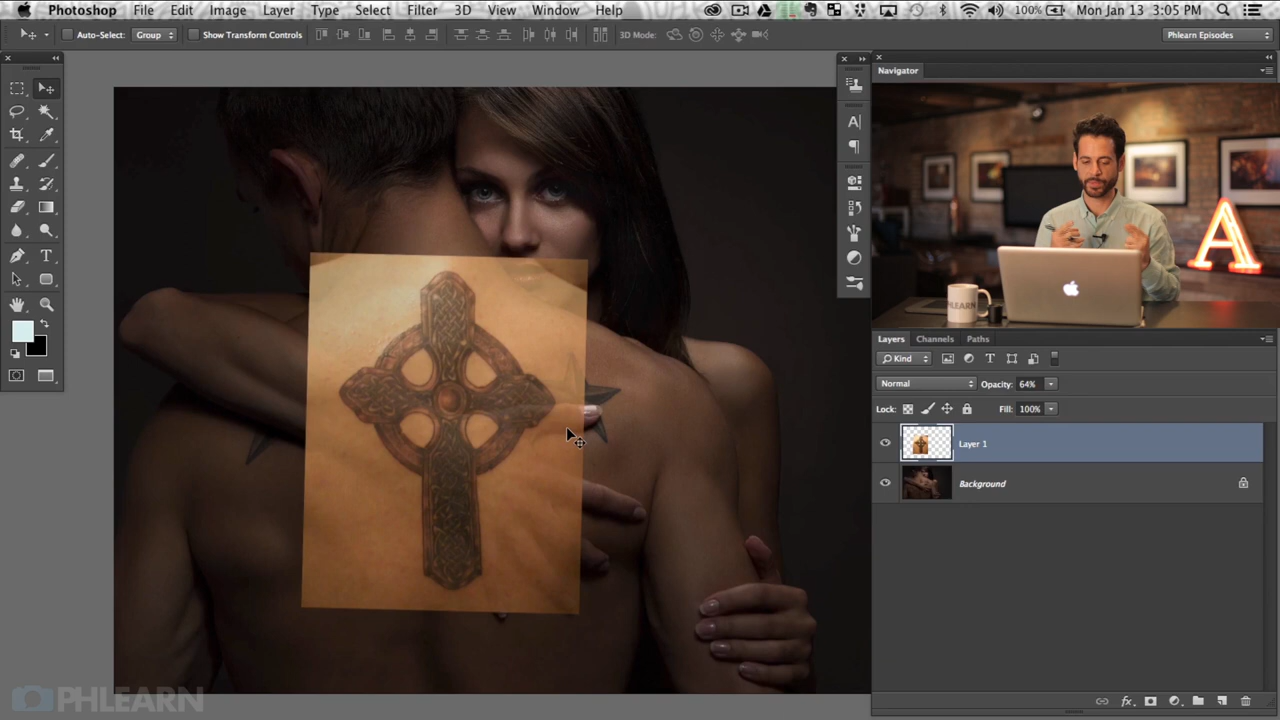 Photoshop File Edit Image Layer Type Select Filter 3D View Window Help 100% Mon Jan 13 3:05 PM
Auto-Select: Group Show Transform Controls 3D Mode: Phlearn Episodes
Navigator
A
PHLEARN
Layers Channels Paths
Kind
Normal Opacity: 64%
Lock: Fill: 100%
Layer 1
Background
fx
PHLEARN